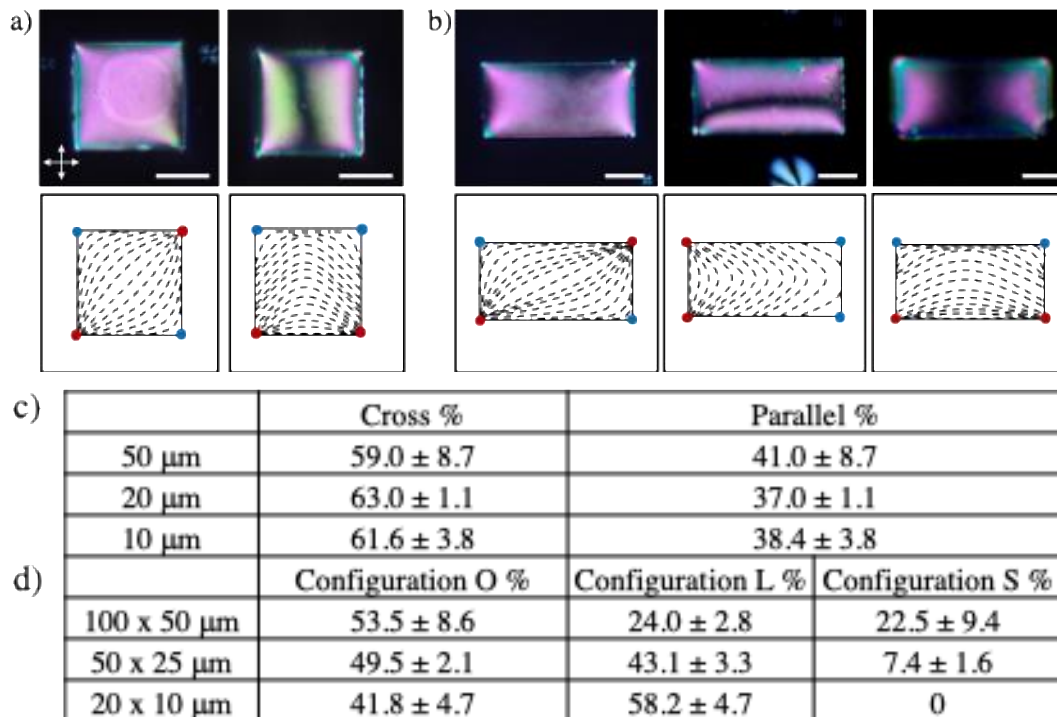 a)
b)
c)
Cross % Parallel %
50 μm 59.0 ± 8.7 41.0 ± 8.7
20 μm 63.0 ± 1.1 37.0 ± 1.1
10 μm 61.6 ± 3.8 38.4 ± 3.8
d)
Configuration O % Configuration L % Configuration S %
100 x 50 μm 53.5 ± 8.6 24.0 ± 2.8 22.5 ± 9.4
50 x 25 μm 49.5 ± 2.1 43.1 ± 3.3 7.4 ± 1.6
20 x 10 μm 41.8 ± 4.7 58.2 ± 4.7 0